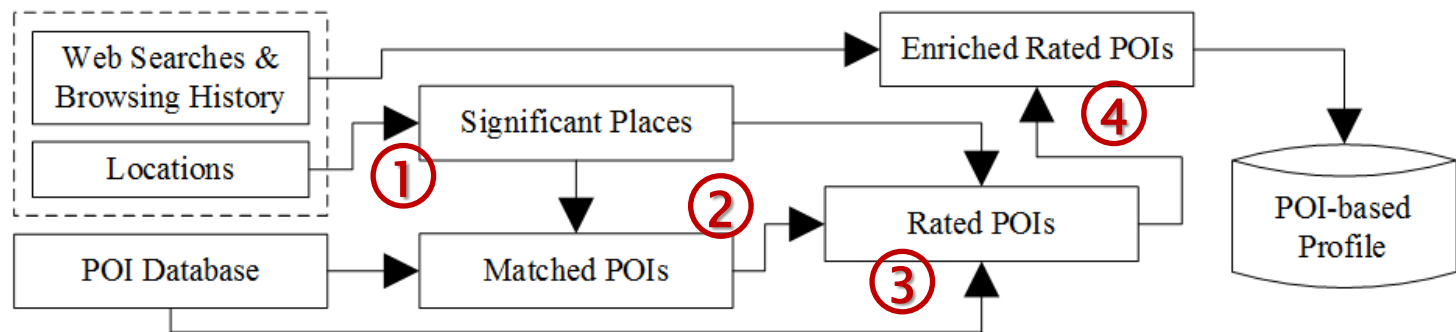 Web Searches &
Browsing History
Locations
POI Database
①
Significant Places
Matched POIs
②
Enriched Rated POIs
④
Rated POIs
③
POI-based
Profile